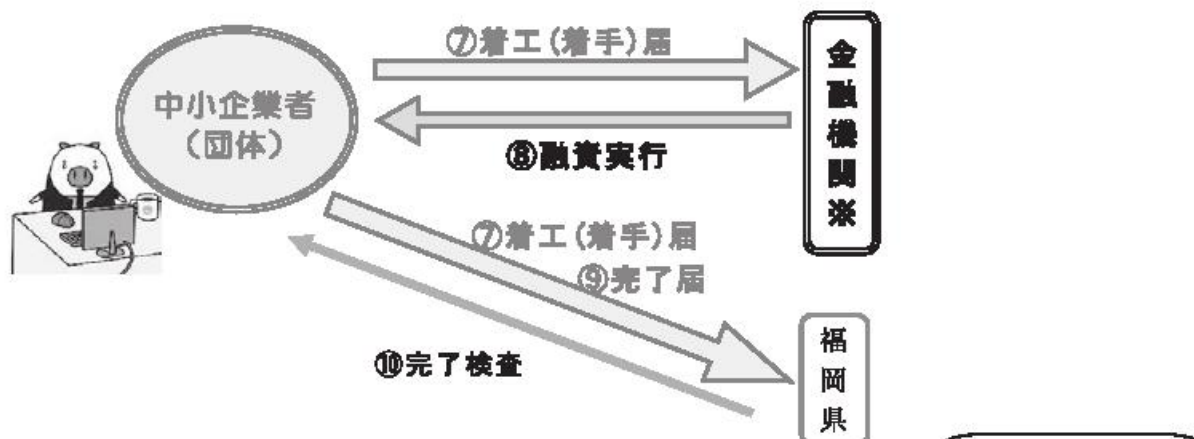 ⑦着工(着手)届
中小企業者
(団体)
金融機関※
⑧融資実行
⑦着工(着手)届
⑨完了届
⑩完了検査
福岡県